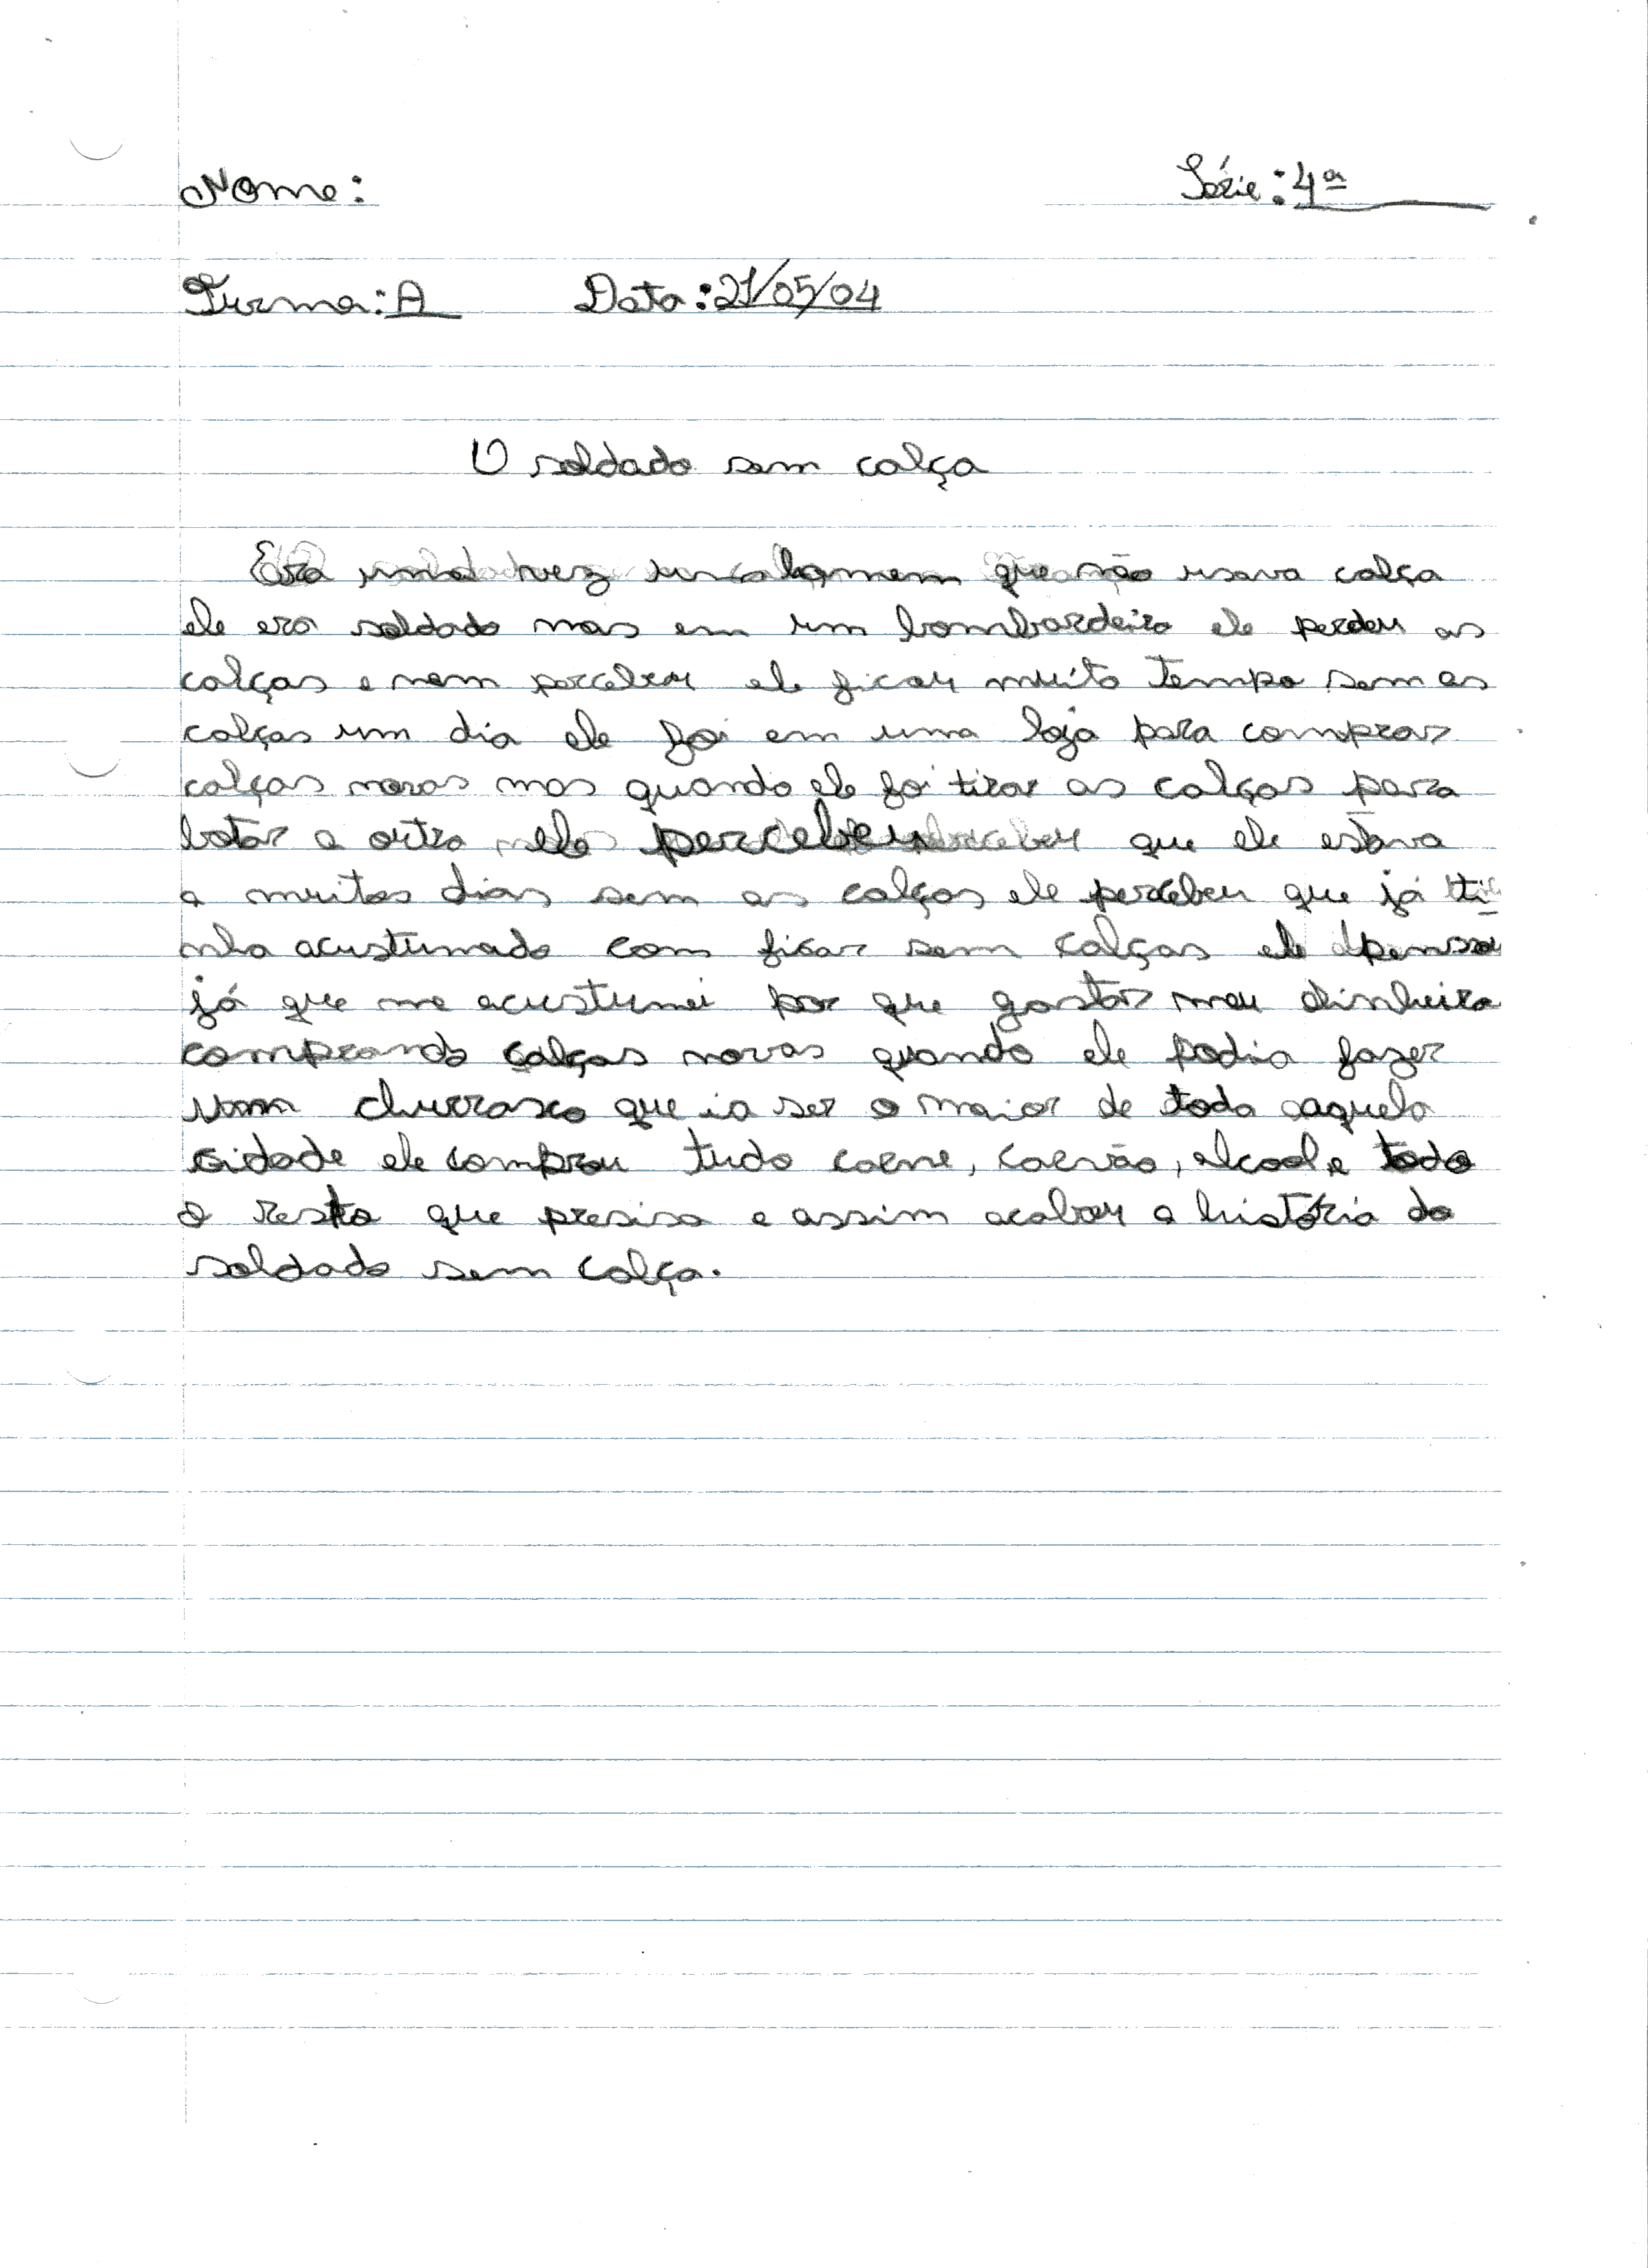 Nome: Série: 4ª
Turma: A Data: 21/05/04
O soldado sem calça
Era uma vez um homem que não usava calça
ele era soldado mas em um bombardeiro ele perdeu as
calças e nem percebeu ele ficou muito tempo sem as
calças um dia ele foi em uma loja para comprar
calças novas mas quando ele foi tirar as calças para
botar a outra ele percebeu que ele estava
a muitos dias sem as calças ele percebeu que já ti-
nha acustumado com ficar sem calças ele pensou
já que me acustumei por que gastar meu dinheiro
comprando calças novas quando ele podia fazer
um churrasco que ia ser o maior de toda aquela
cidade ele comprou tudo carne, carvão, alcool e todo
o resto que presisa e assim acabou a história do
soldado sem calça.